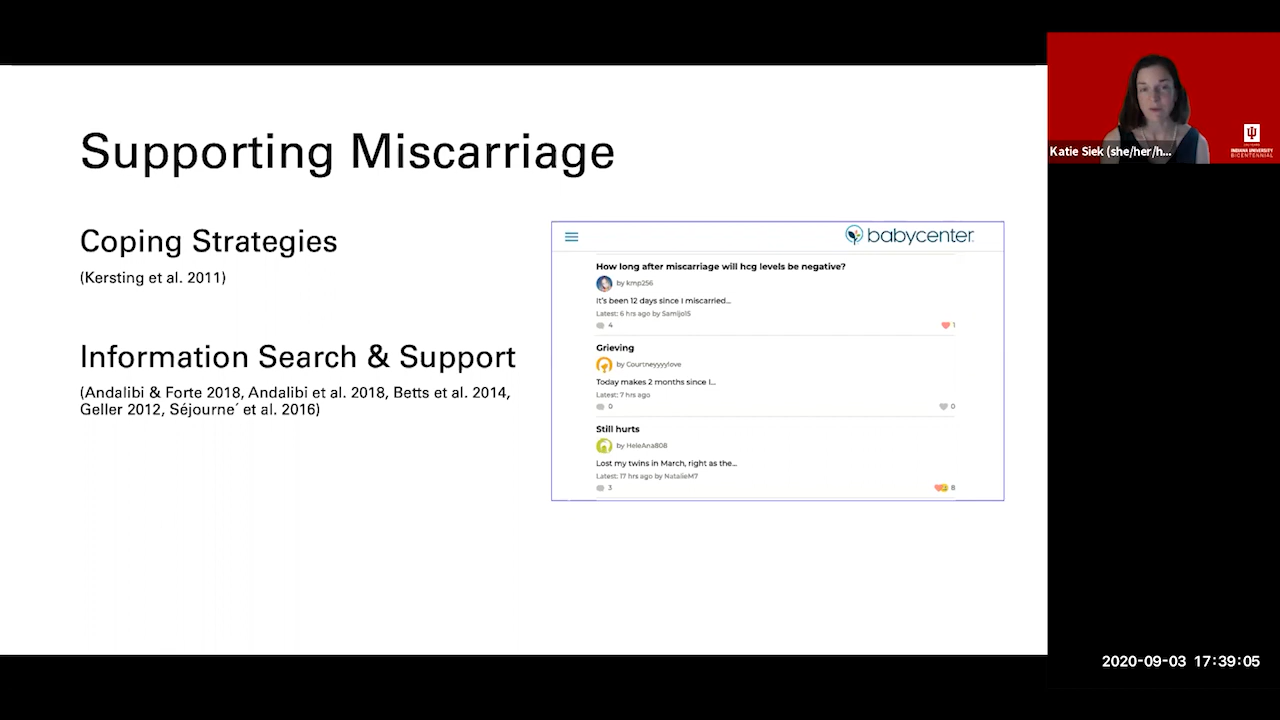 Supporting Miscarriage
Coping Strategies
(Kersting et al. 2011)
Information Search & Support
(Andalibi & Forte 2018, Andalibi et al. 2018, Betts et al. 2014,
Geller 2012, Séjourne´ et al. 2016)
babycenter
How long after miscarriage will hcg levels be negative?
by kmp256
It's been 12 days since I miscarried...
Latest: 6 hrs ago by Samijol5
4
1
Grieving
by Courtneyyyylove
Today makes 2 months since I...
Latest: 7 hrs ago
0
0
Still hurts
by HeleAna808
Lost my twins in March, right as the...
Latest: 17 hrs ago by NatalieM7
3
8
Katie Siek (she/her/h...
INDIANA UNIVERSITY
BICENTENNIAL
2020-09-03 17:39:05